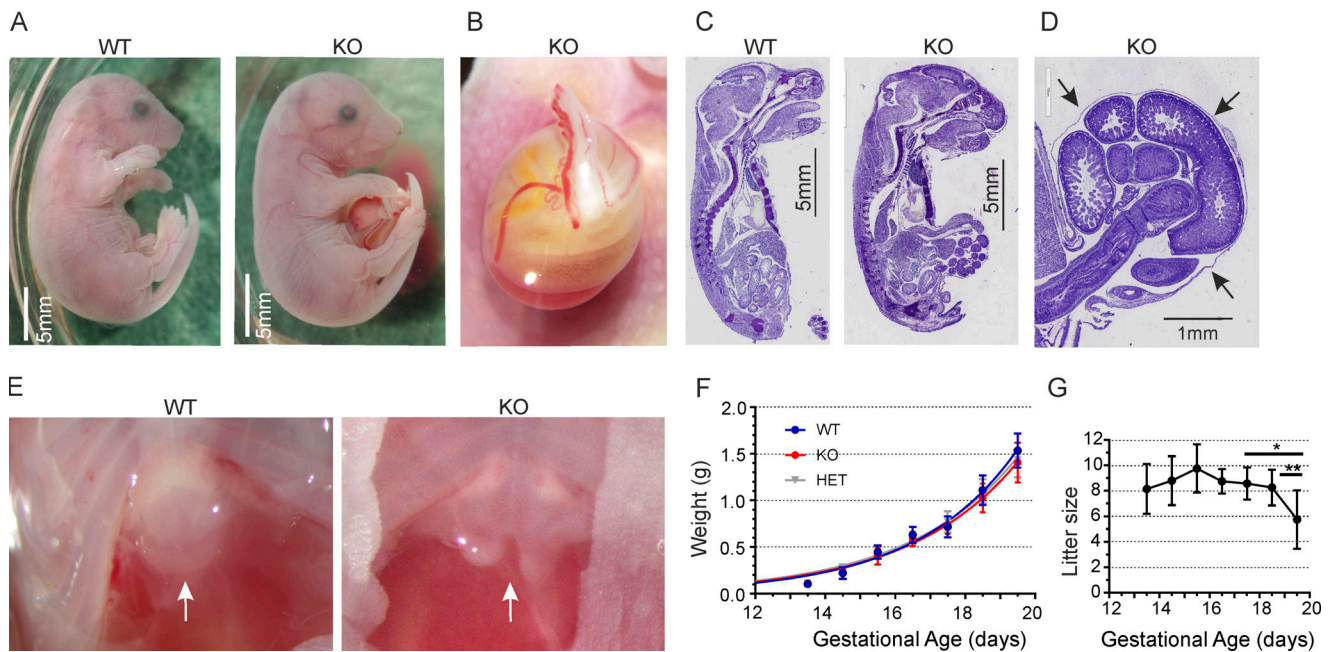 A
WT
KO
5mm
5mm
B
KO
C
WT
KO
5mm
5mm
D
KO
1mm
E
WT
KO
F
Weight (g)
2.0
1.5
1.0
0.5
0
WT
KO
HET
12
14
16
18
20
Gestational Age (days)
G
Litter size
12
10
8
6
4
2
0
*
**
12
14
16
18
20
Gestational Age (days)